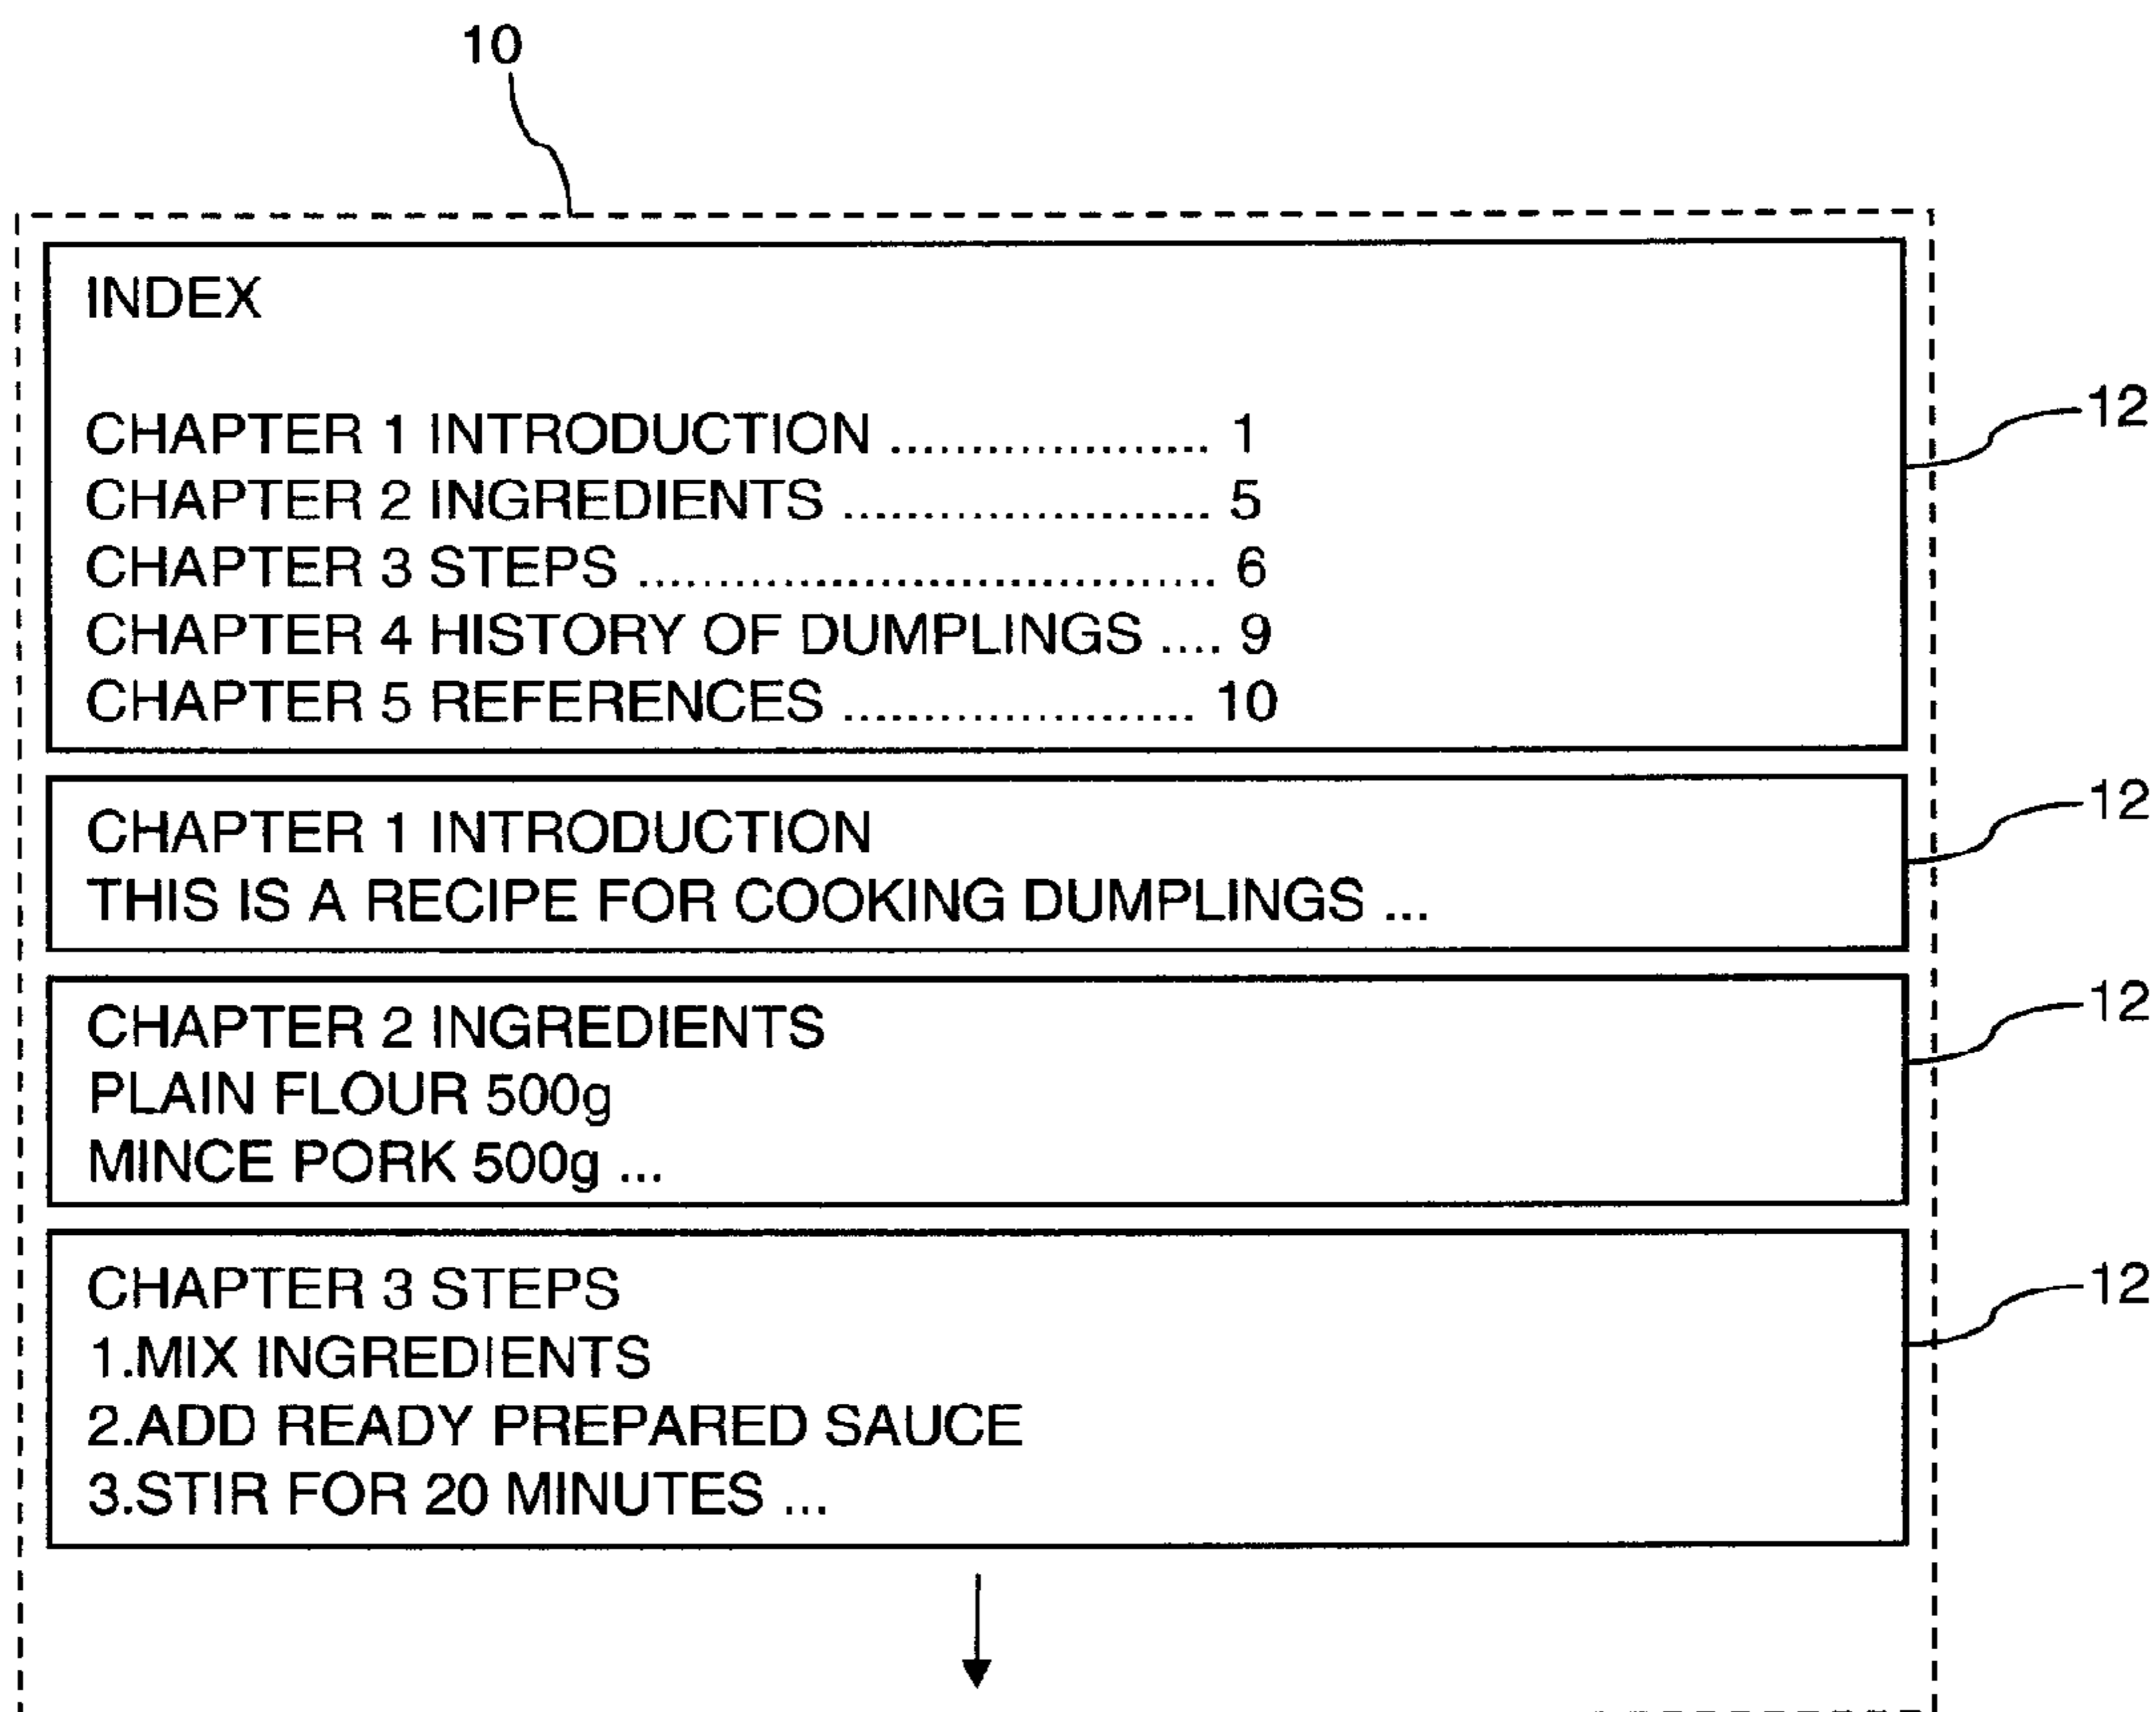 10
INDEX
CHAPTER 1 INTRODUCTION .................... 1
12
CHAPTER 2 INGREDIENTS ....................... 5
CHAPTER 3 STEPS .................................... 6
CHAPTER 4 HISTORY OF DUMPLINGS .... 9
CHAPTER 5 REFERENCES ...................... 10
12
CHAPTER 1 INTRODUCTION
THIS IS A RECIPE FOR COOKING DUMPLINGS ...
12
CHAPTER 2 INGREDIENTS
PLAIN FLOUR 500g
MINCE PORK 500g ...
12
CHAPTER 3 STEPS
1.MIX INGREDIENTS
2.ADD READY PREPARED SAUCE
3.STIR FOR 20 MINUTES ...